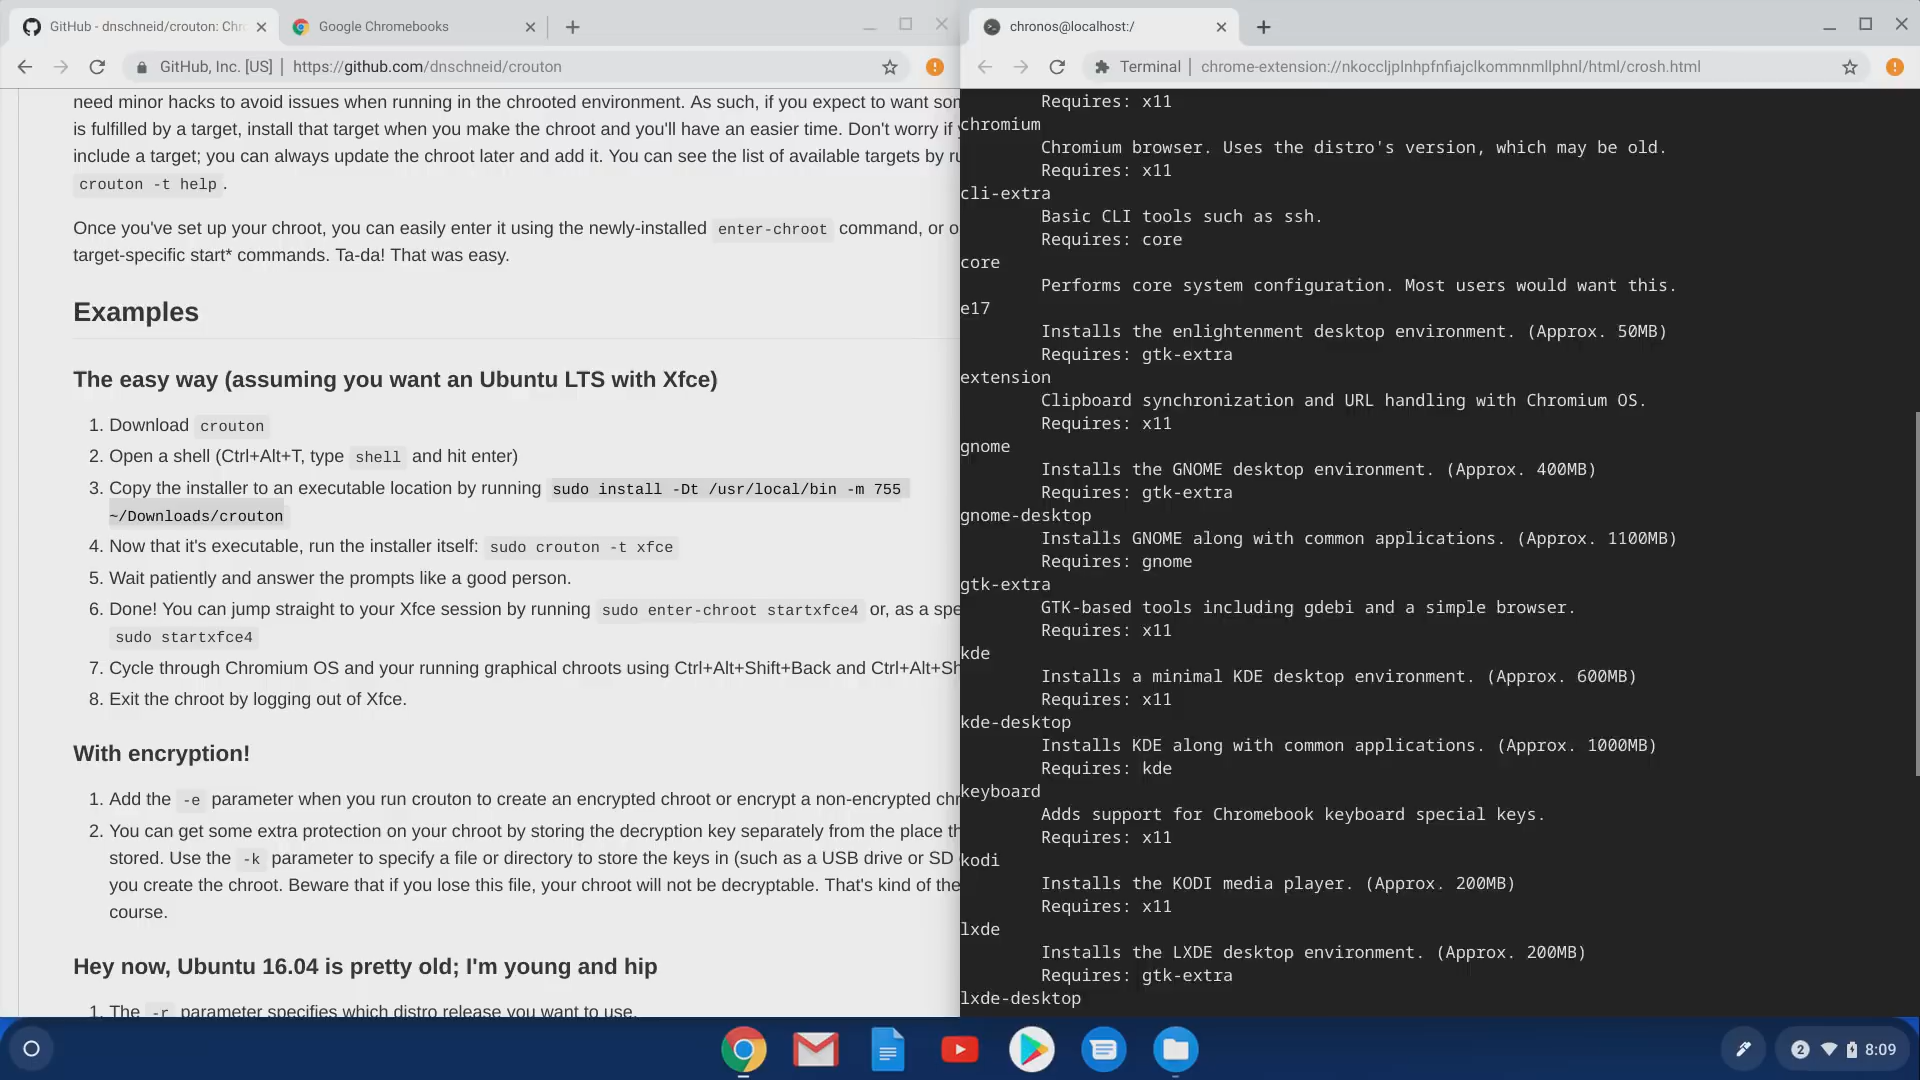 GitHub - dnschneid/crouton: Chr
Google Chromebooks
GitHub, Inc. [US] | https://github.com/dnschneid/crouton
need minor hacks to avoid issues when running in the chrooted environment. As such, if you expect to want som
is fulfilled by a target, install that target when you make the chroot and you'll have an easier time. Don't worry if y
include a target; you can always update the chroot later and add it. You can see the list of available targets by ru
crouton -t help .
Once you've set up your chroot, you can easily enter it using the newly-installed enter-chroot command, or o
target-specific start* commands. Ta-da! That was easy.
Examples
The easy way (assuming you want an Ubuntu LTS with Xfce)
1. Download crouton
2. Open a shell (Ctrl+Alt+T, type shell and hit enter)
3. Copy the installer to an executable location by running sudo install -Dt /usr/local/bin -m 755
~/Downloads/crouton
4. Now that it's executable, run the installer itself: sudo crouton -t xfce
5. Wait patiently and answer the prompts like a good person.
6. Done! You can jump straight to your Xfce session by running sudo enter-chroot startxfce4 or, as a spe
sudo startxfce4
7. Cycle through Chromium OS and your running graphical chroots using Ctrl+Alt+Shift+Back and Ctrl+Alt+Sh
8. Exit the chroot by logging out of Xfce.
With encryption!
1. Add the -e parameter when you run crouton to create an encrypted chroot or encrypt a non-encrypted chr
2. You can get some extra protection on your chroot by storing the decryption key separately from the place th
stored. Use the -k parameter to specify a file or directory to store the keys in (such as a USB drive or SD
you create the chroot. Beware that if you lose this file, your chroot will not be decryptable. That's kind of the
course.
Hey now, Ubuntu 16.04 is pretty old; I'm young and hip
1. The -r parameter specifies which distro release you want to use.
chronos@localhost:/
Terminal | chrome-extension://nkoccljplnhpfnfiajclkommnmllphnl/html/crosh.html
Requires: x11
chromium
Chromium browser. Uses the distro's version, which may be old.
Requires: x11
cli-extra
Basic CLI tools such as ssh.
Requires: core
core
Performs core system configuration. Most users would want this.
e17
Installs the enlightenment desktop environment. (Approx. 50MB)
Requires: gtk-extra
extension
Clipboard synchronization and URL handling with Chromium OS.
Requires: x11
gnome
Installs the GNOME desktop environment. (Approx. 400MB)
Requires: gtk-extra
gnome-desktop
Installs GNOME along with common applications. (Approx. 1100MB)
Requires: gnome
gtk-extra
GTK-based tools including gdebi and a simple browser.
Requires: x11
kde
Installs a minimal KDE desktop environment. (Approx. 600MB)
Requires: x11
kde-desktop
Installs KDE along with common applications. (Approx. 1000MB)
Requires: kde
keyboard
Adds support for Chromebook keyboard special keys.
Requires: x11
kodi
Installs the KODI media player. (Approx. 200MB)
Requires: x11
lxde
Installs the LXDE desktop environment. (Approx. 200MB)
Requires: gtk-extra
lxde-desktop
2 8:09